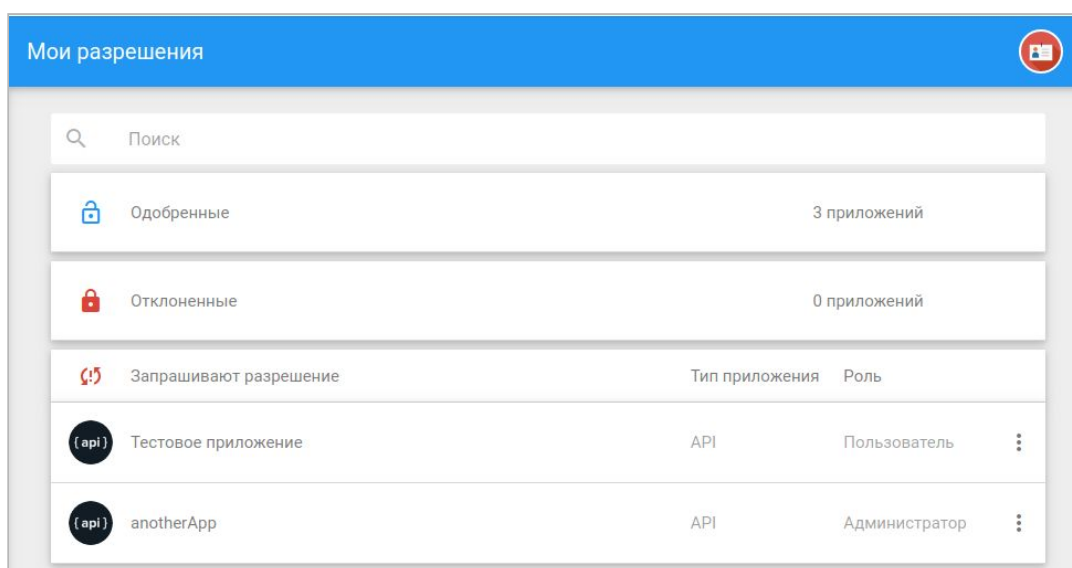 Мои разрешения
Поиск
Одобренные 3 приложений
Отклоненные 0 приложений
Запрашивают разрешение Тип приложения Роль
{api} Тестовое приложение API Пользователь
{api} anotherApp API Администратор